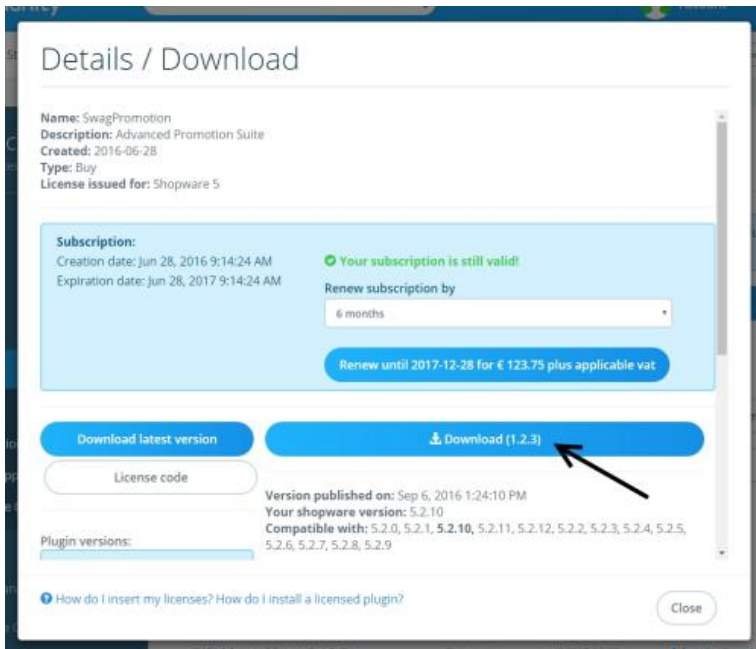 Details / Download
Name: SwagPromotion
Description: Advanced Promotion Suite
Created: 2016-06-28
Type: Buy
License issued for: Shopware 5
Subscription:
Creation date: Jun 28, 2016 9:14:24 AM
Expiration date: Jun 28, 2017 9:14:24 AM
Your subscription is still valid!
Renew subscription by
6 months
Renew until 2017-12-28 for € 123.75 plus applicable vat
Download latest version
Download (1.2.3)
License code
Version published on: Sep 6, 2016 1:24:10 PM
Your shopware version: 5.2.10
Compatible with: 5.2.0, 5.2.1, 5.2.10, 5.2.11, 5.2.12, 5.2.2, 5.2.3, 5.2.4, 5.2.5,
5.2.6, 5.2.7, 5.2.8, 5.2.9
Plugin versions:
How do I insert my licenses? How do I install a licensed plugin?
Close